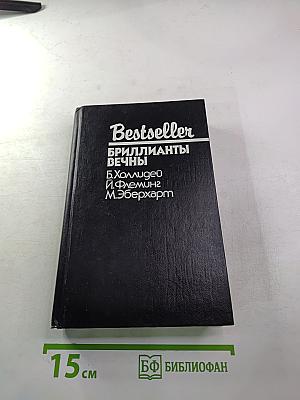 Bestseller
БРИЛЛИАНТЫ
ВЕЧНЫ
Б.Холлидей
Й.Флеминг
М.Эберхарт
15 см
БФ БИБЛИОФАН